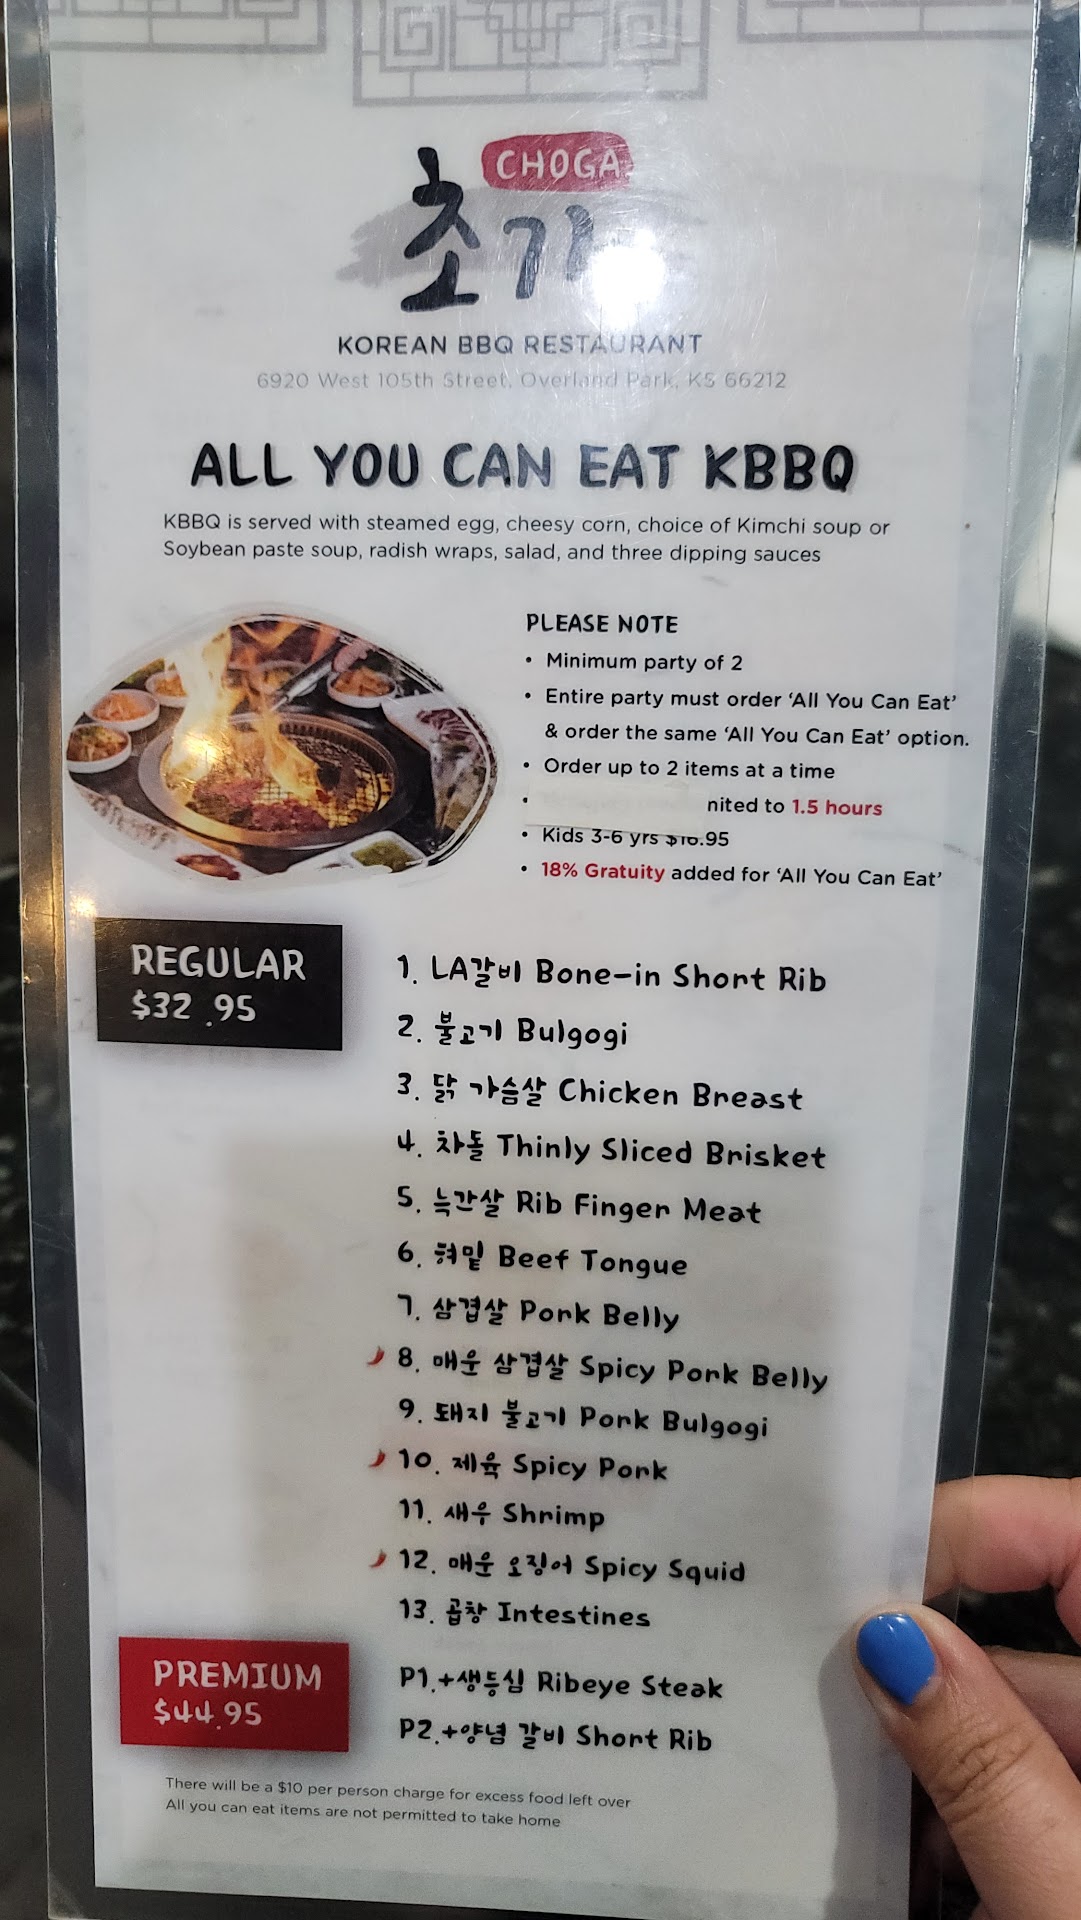 CHOGA
초가
KOREAN BBQ RESTAURANT
6920 West 105th Street, Overland Park, KS 66212
ALL YOU CAN EAT KBBQ
KBBQ is served with steamed egg, cheesy corn, choice of Kimchi soup or
Soybean paste soup, radish wraps, salad, and three dipping sauces
PLEASE NOTE
• Minimum party of 2
• Entire party must order ‘All You Can Eat’
& order the same ‘All You Can Eat’ option.
• Order up to 2 items at a time
• nited to 1.5 hours
• Kids 3-6 yrs $16.95
• 18% Gratuity added for ‘All You Can Eat’
REGULAR
$32.95
1. LA갈비 Bone-in Short Rib
2. 불고기 Bulgogi
3. 닭 가슴살 Chicken Breast
4. 차돌 Thinly Sliced Brisket
5. 늑간살 Rib Finger Meat
6. 혀밑 Beef Tongue
7. 삼겹살 Pork Belly
8. 매운 삼겹살 Spicy Pork Belly
9. 돼지 불고기 Pork Bulgogi
10. 제육 Spicy Pork
11. 새우 Shrimp
12. 매운 오징어 Spicy Squid
13. 곱창 Intestines
PREMIUM
$44.95
P1.+생등심 Ribeye Steak
P2.+양념 갈비 Short Rib
There will be a $10 per person charge for excess food left over
All you can eat items are not permitted to take home